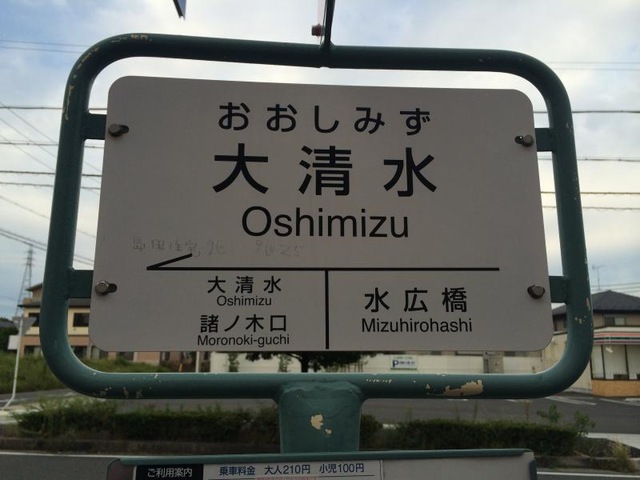 おおしみず
大清水
Oshimizu
大清水
Oshimizu
諸ノ木口
Moronoki-guchi
水広橋
Mizuhirohashi
ご利用案内 乗車料金 大人210円 小児100円